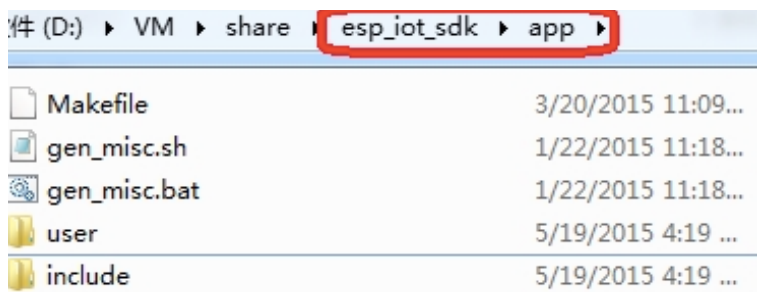 件 (D:) ▸ VM ▸ share ▸ esp_iot_sdk ▸ app ▸
Makefile 3/20/2015 11:09...
gen_misc.sh 1/22/2015 11:18...
gen_misc.bat 1/22/2015 11:18...
user 5/19/2015 4:19 ...
include 5/19/2015 4:19 ...